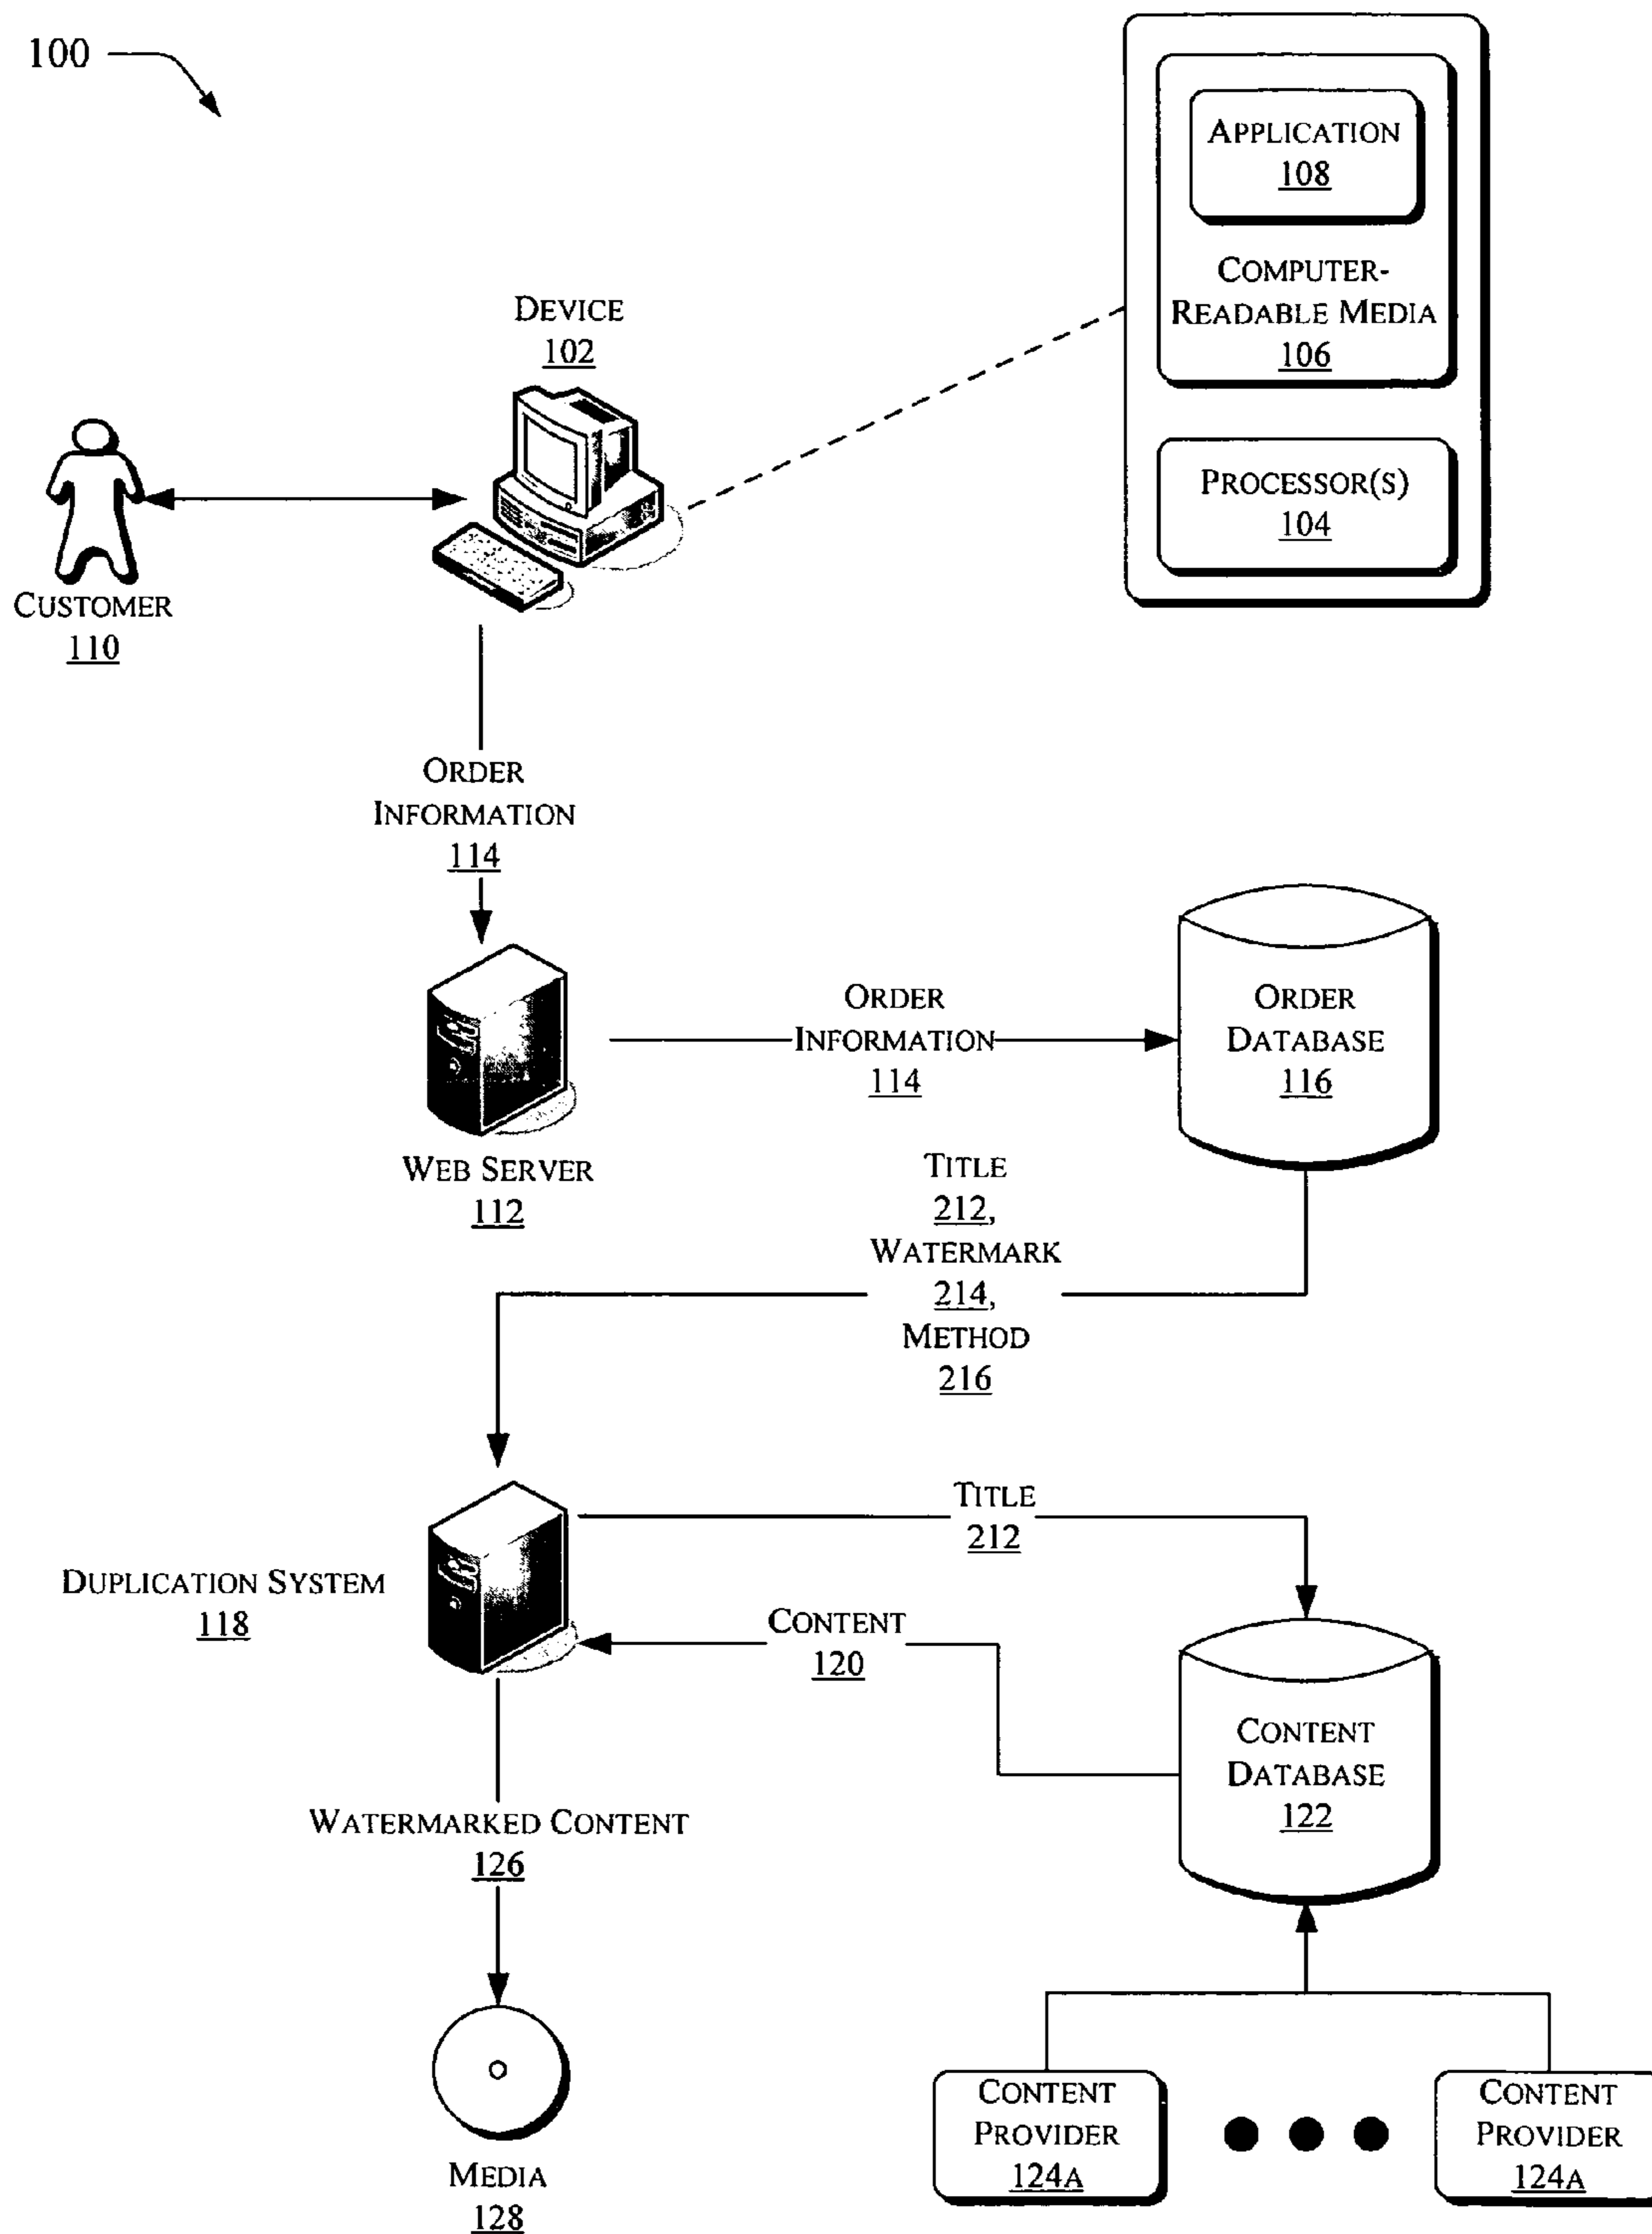 100
APPLICATION
108
COMPUTER-
READABLE MEDIA
106
PROCESSOR(S)
104
DEVICE
102
CUSTOMER
110
ORDER
INFORMATION
114
WEB SERVER
112
ORDER
INFORMATION
114
ORDER
DATABASE
116
TITLE
212,
WATERMARK
214,
METHOD
216
DUPLICATION SYSTEM
118
TITLE
212
CONTENT
120
CONTENT
DATABASE
122
WATERMARKED CONTENT
126
MEDIA
128
CONTENT
PROVIDER
124A
CONTENT
PROVIDER
124A